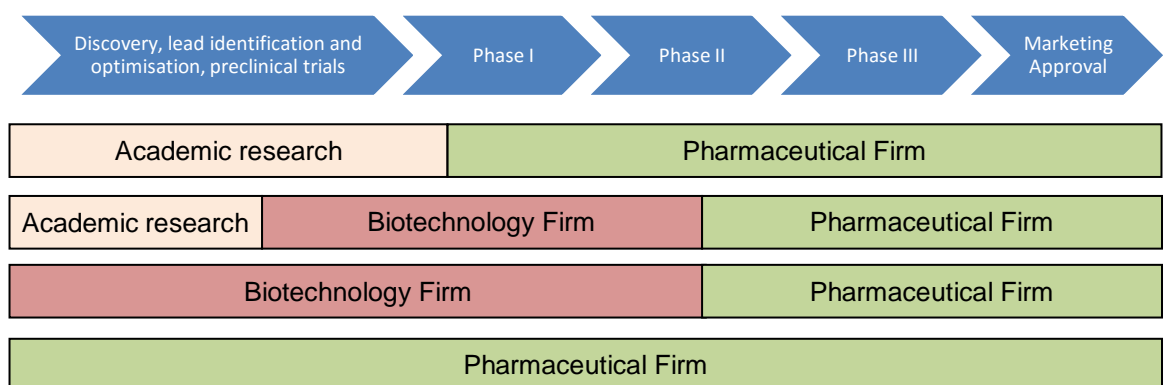 Discovery, lead identification and
optimisation, preclinical trials
Phase I
Phase II
Phase III
Marketing
Approval
Academic research
Pharmaceutical Firm
Academic research
Biotechnology Firm
Pharmaceutical Firm
Biotechnology Firm
Pharmaceutical Firm
Pharmaceutical Firm